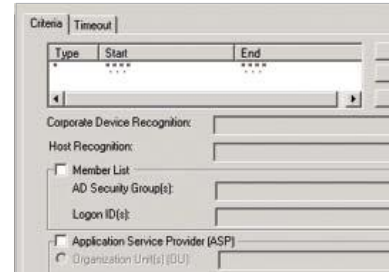 Criteria Timeout
Type Start End
* * * * * * * * *
Corporate Device Recognition:
Host Recognition:
Member List
AD Security Group(s):
Logon ID(s):
Application Service Provider (ASP)
Organization Unit(s) (OU):